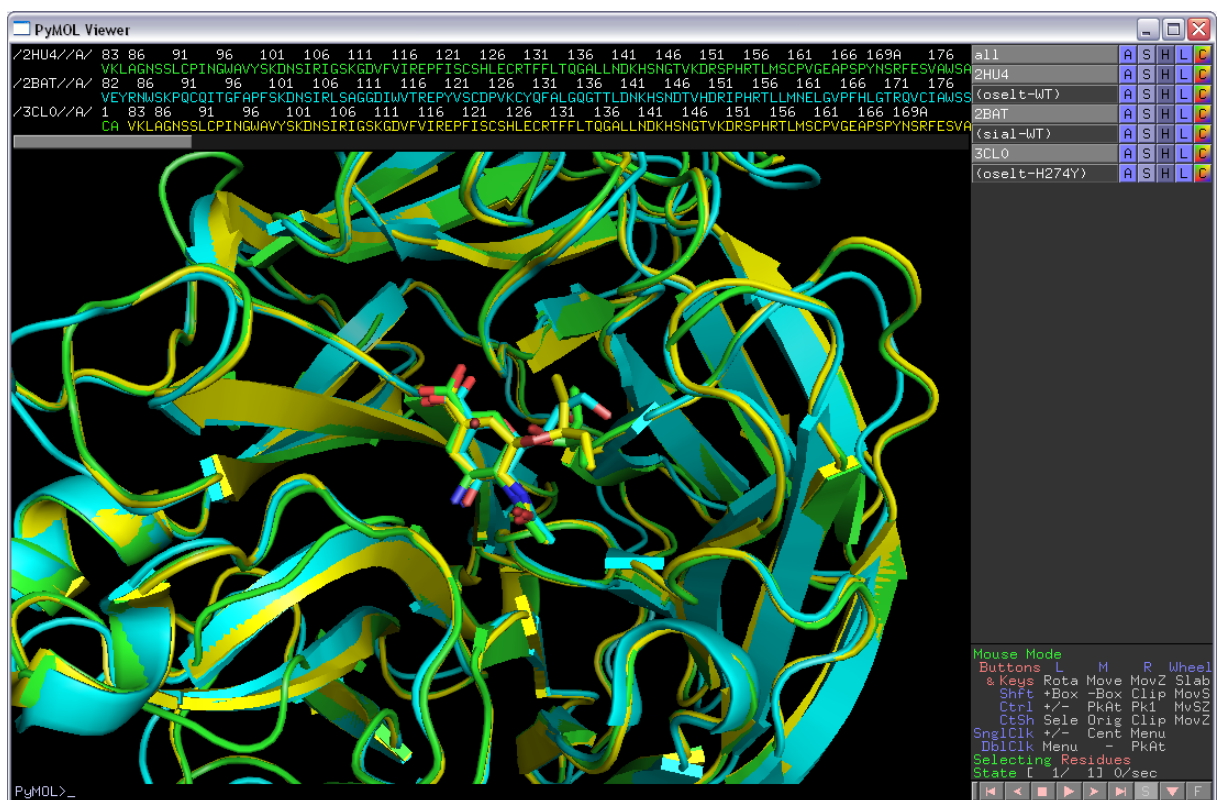 PyMOL Viewer
/2HU4//A/ 83 86 91 96 101 106 111 116 121 126 131 136 141 146 151 156 161 166 169A 176
VKLAGNSSLCPINGWAVYSKDNSIRIGSKGDVFVIREPFISCSHLECRTFFLTQGALLNDKHSNGTVKDRSPHRTLMSCPVGEAPSPYNSRFESVAWSA
/2BAT//A/ 82 86 91 96 101 106 111 116 121 126 131 136 141 146 151 156 161 166 171 176
VEYRNWSKPQCQITGFAPFSKDNSIRLSAGGDIWVTREPYVSCDPVKCYQFALGQGTTLDNKHSNDTVHDRIPHRTLLMNELGVPFHLGTRQVCIAWSS
/3CL0//A/ 1 83 86 91 96 101 106 111 116 121 126 131 136 141 146 151 156 161 166 169A
CA VKLAGNSSLCPINGWAVYSKDNSIRIGSKGDVFVIREPFISCSHLECRTFFLTQGALLNDKHSNGTVKDRSPHRTLMSCPVGEAPSPYNSRFESVA
all A S H L C
2HU4 A S H L C
(oselt-WT) A S H L C
2BAT A S H L C
(sial-WT) A S H L C
3CL0 A S H L C
(oselt-H274Y) A S H L C
Mouse Mode
Buttons L M R Wheel
& Keys Rota Move MovZ Slab
Shft +Box -Box Clip MovS
Ctrl +/- PkAt Pk1 MvSZ
CtSh Sele Orig Clip MovZ
SnglClk +/- Cent Menu
DblClk Menu - PkAt
Selecting Residues
State [ 1/ 1] 0/sec
S F
PyMOL>_